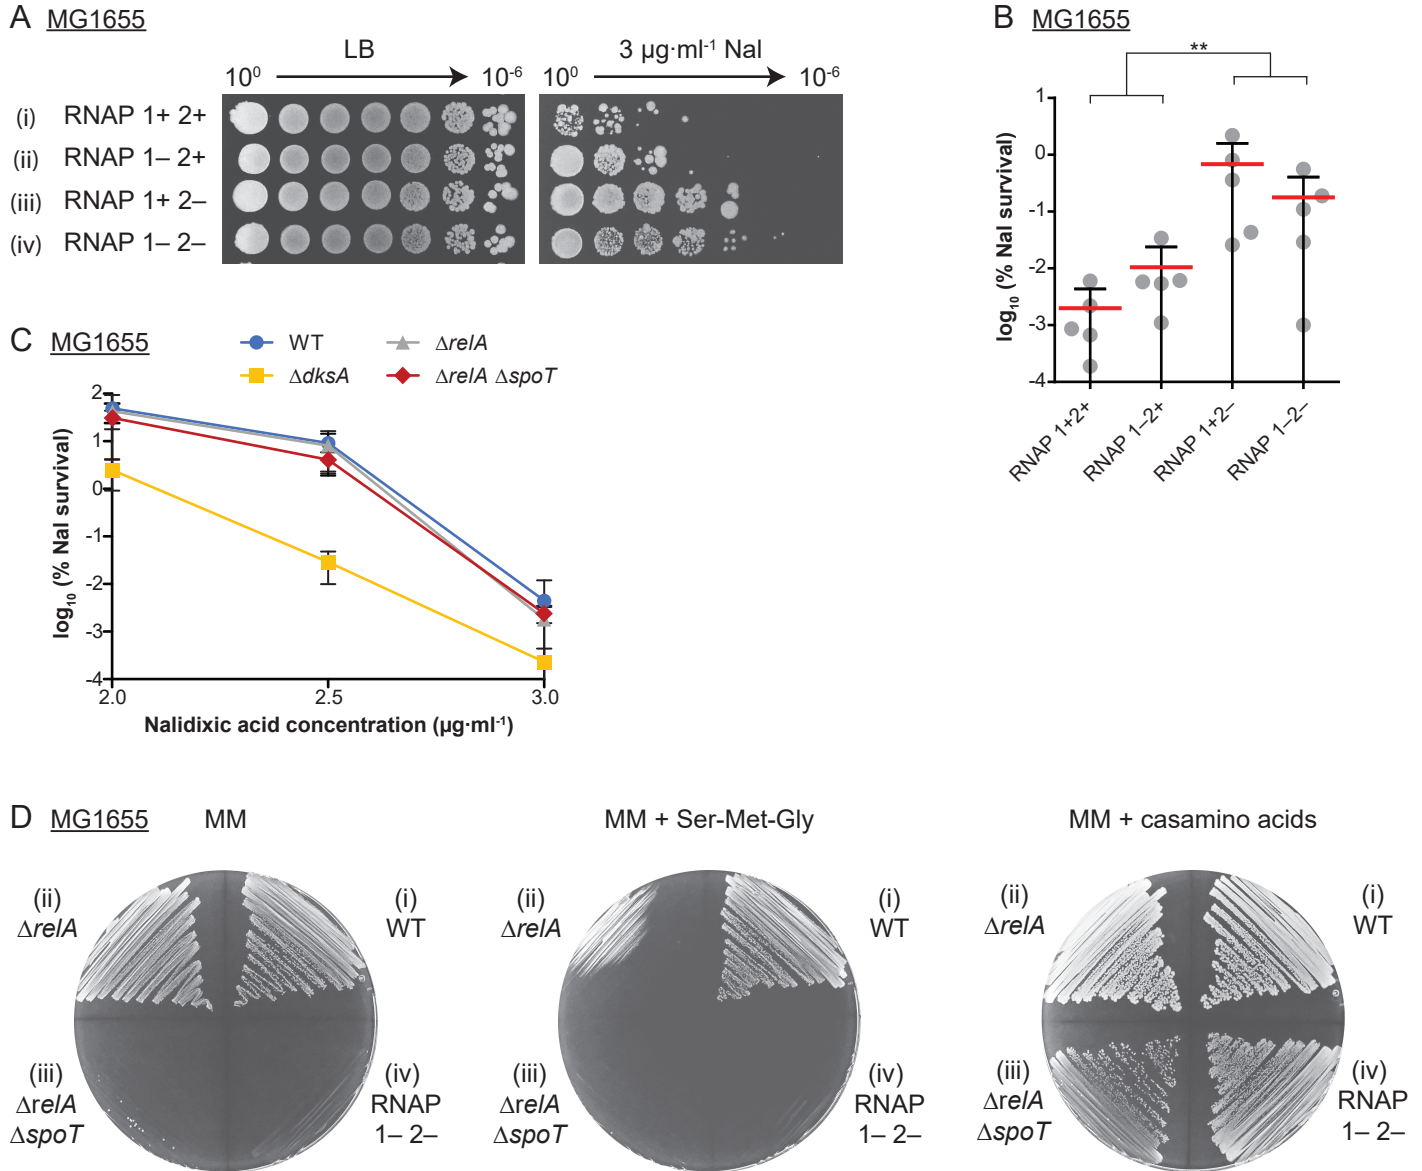 A MG1655
LB
3 µg·ml-1 Nal
10^0 10^-6 10^0 10^-6
(i) RNAP 1+ 2+
(ii) RNAP 1– 2+
(iii) RNAP 1+ 2–
(iv) RNAP 1– 2–
B MG1655
**
log10 (% Nal survival)
1
0
-1
-2
-3
-4
RNAP 1+2+
RNAP 1–2+
RNAP 1+2–
RNAP 1–2–
C MG1655
WT
ΔrelA
ΔdksA
ΔrelA ΔspoT
log10 (% Nal survival)
2
1
0
-1
-2
-3
-4
2.0 2.5 3.0
Nalidixic acid concentration (µg·ml-1)
D MG1655
MM
(ii)
ΔrelA
(i)
WT
(iii)
ΔrelA
ΔspoT
(iv)
RNAP
1– 2–
MM + Ser-Met-Gly
(ii)
ΔrelA
(i)
WT
(iii)
ΔrelA
ΔspoT
(iv)
RNAP
1– 2–
MM + casamino acids
(ii)
ΔrelA
(i)
WT
(iii)
ΔrelA
ΔspoT
(iv)
RNAP
1– 2–